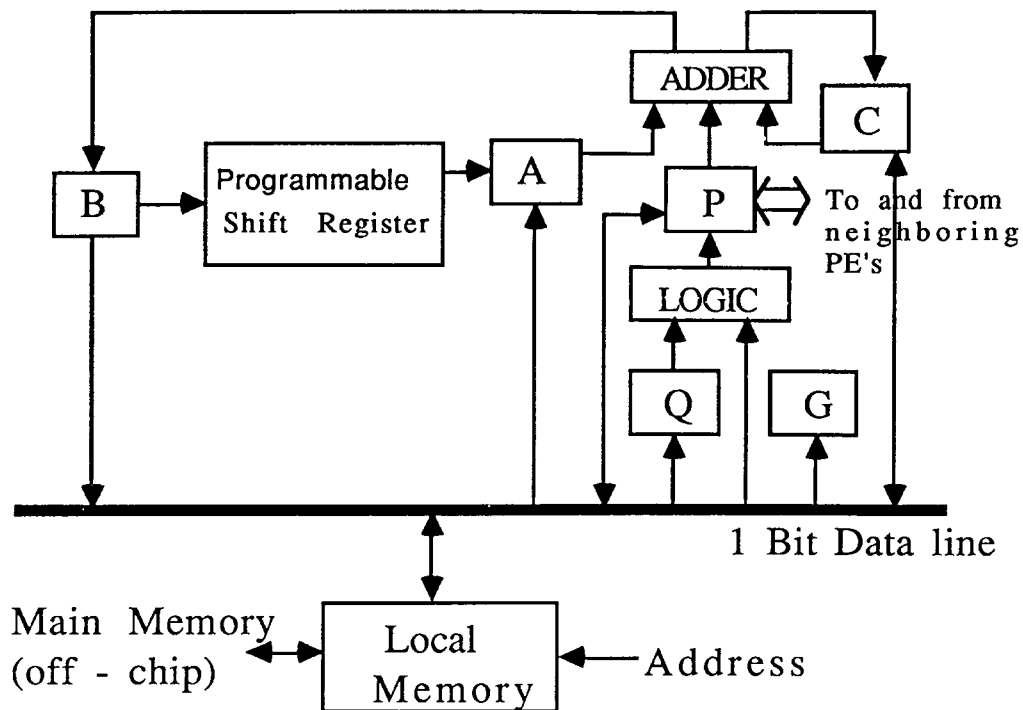 ADDER
C
B
Programmable
Shift Register
A
P
To and from
neighboring
PE's
LOGIC
Q
G
1 Bit Data line
Main Memory
(off - chip)
Local
Memory
Address